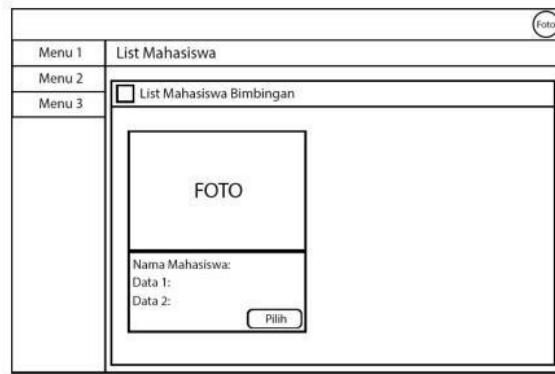 Foto
Menu 1
List Mahasiswa
Menu 2
List Mahasiswa Bimbingan
Menu 3
FOTO
Nama Mahasiswa:
Data 1:
Data 2:
Pilih